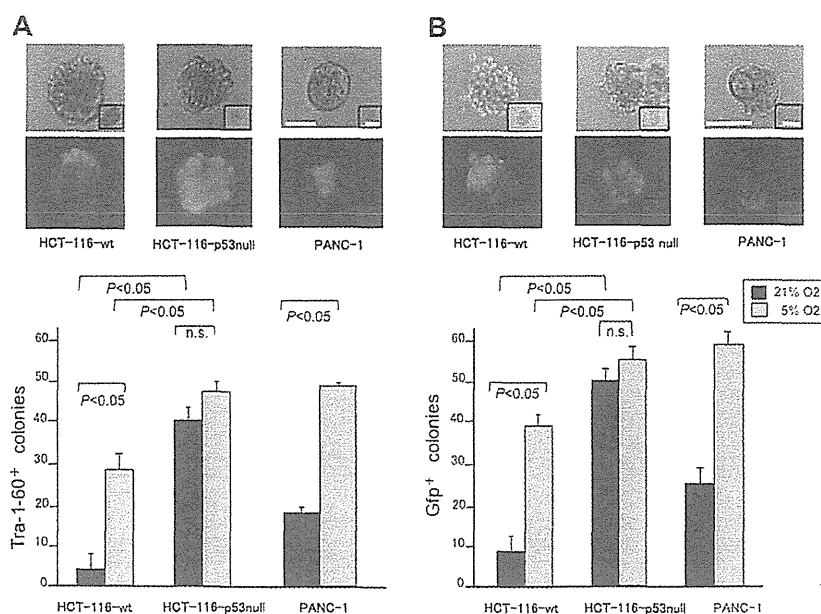 A
HCT-116-wt
HCT-116-p53null
PANC-1
P<0.05
P<0.05
n.s.
P<0.05
P<0.05
Tra-1-60+ colonies
60
50
40
30
20
10
0
HCT-116-wt
HCT-116-p53null
PANC-1
B
HCT-116-wt
HCT-116-p53 null
PANC-1
21% O2
5% O2
P<0.05
P<0.05
n.s.
P<0.05
P<0.05
Gfp+ colonies
60
50
40
30
20
10
0
HCT-116-wt
HCT-116-p53null
PANC-1